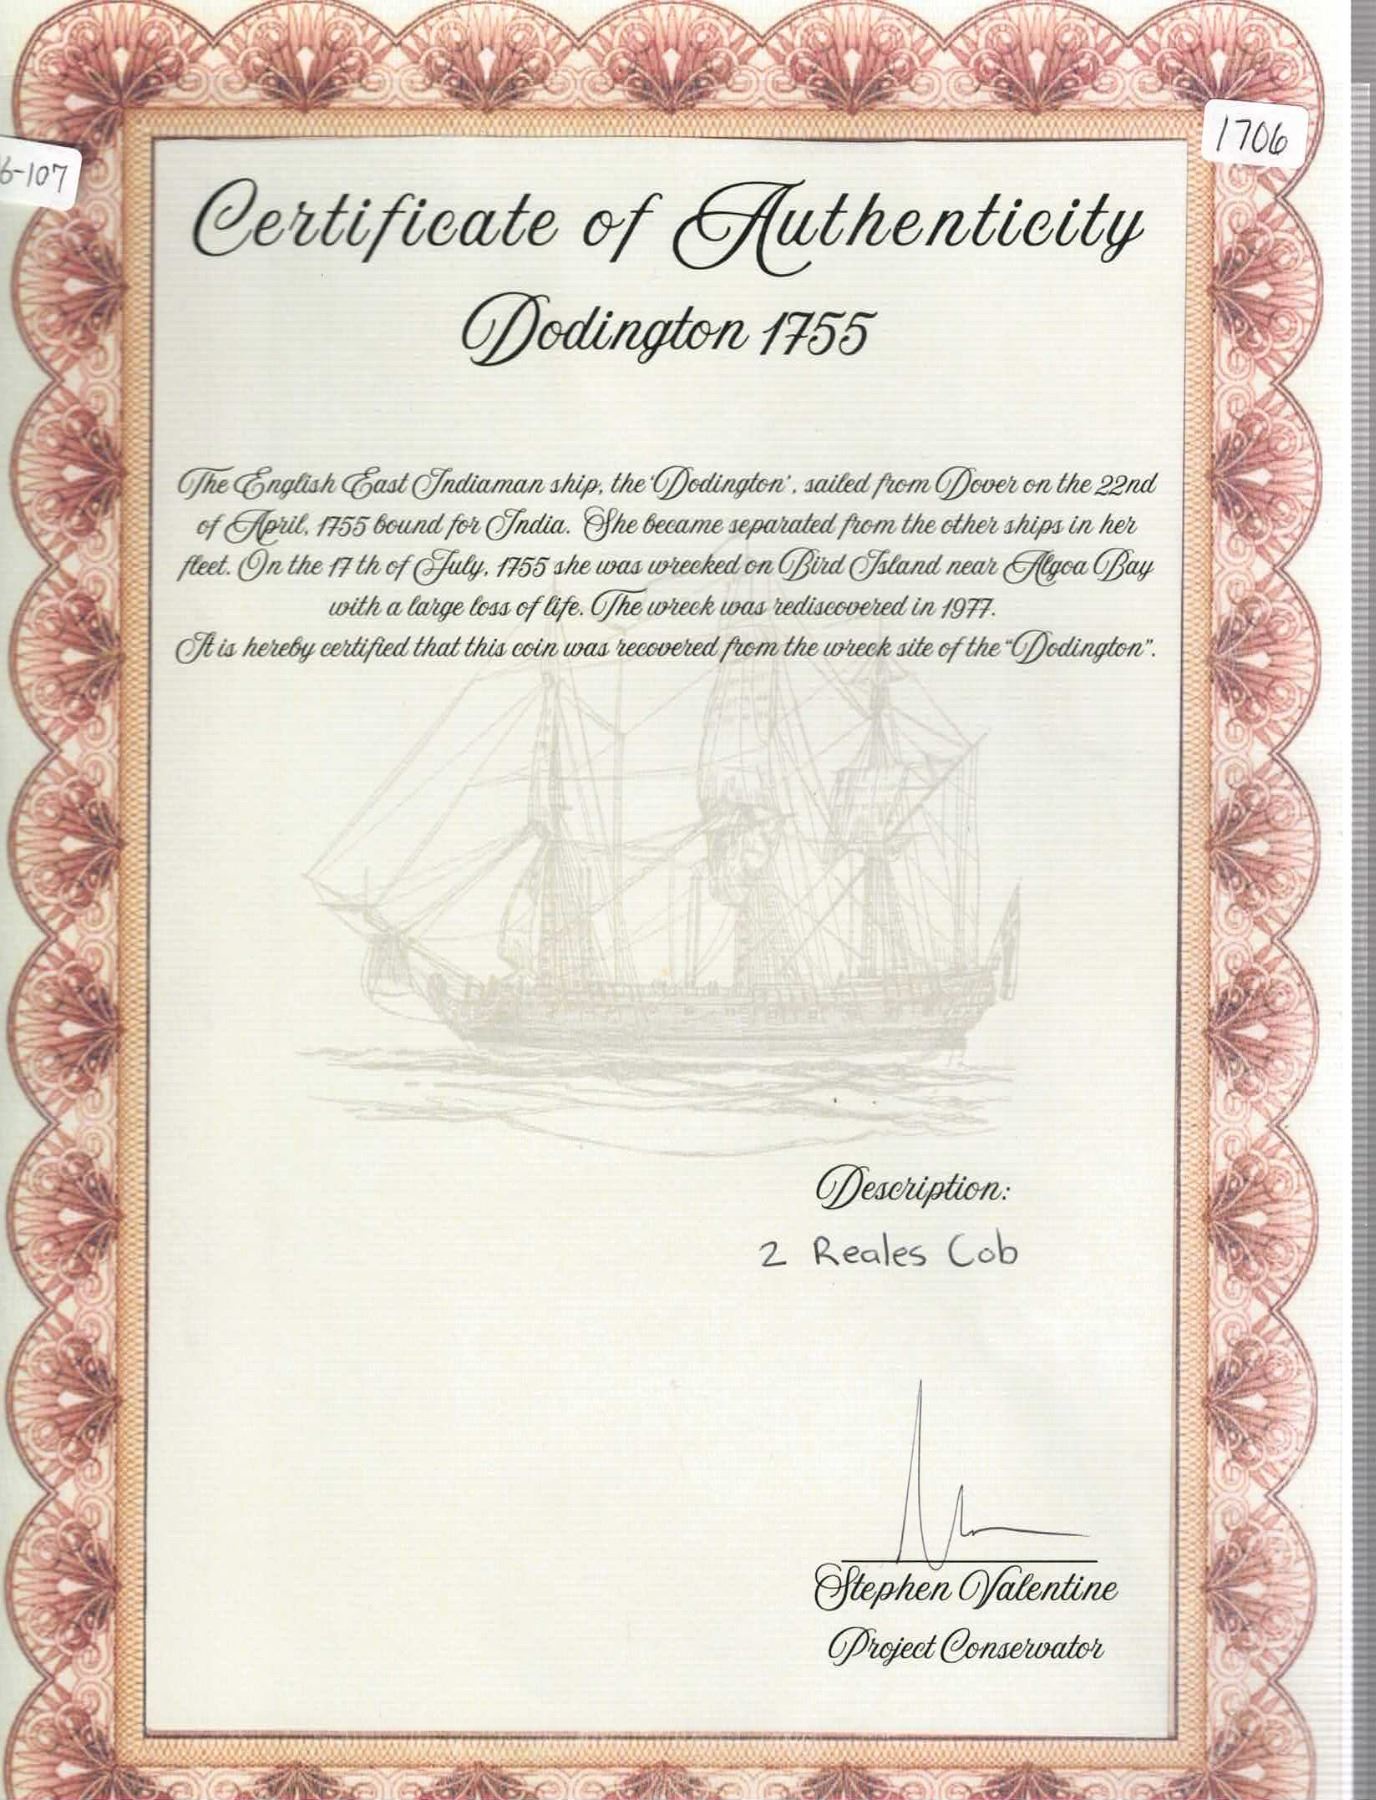 6-107
1706
Certificate of Authenticity
Dodington 1755
The English East Indiaman ship, the 'Dodington', sailed from Dover on the 22nd
of April, 1755 bound for India. She became separated from the other ships in her
fleet. On the 17 th of July, 1755 she was wrecked on Bird Island near Algoa Bay
with a large loss of life. The wreck was rediscovered in 1977.
It is hereby certified that this coin was recovered from the wreck site of the "Dodington".
Description:
2 Reales Cob
Stephen Valentine
Project Conservator